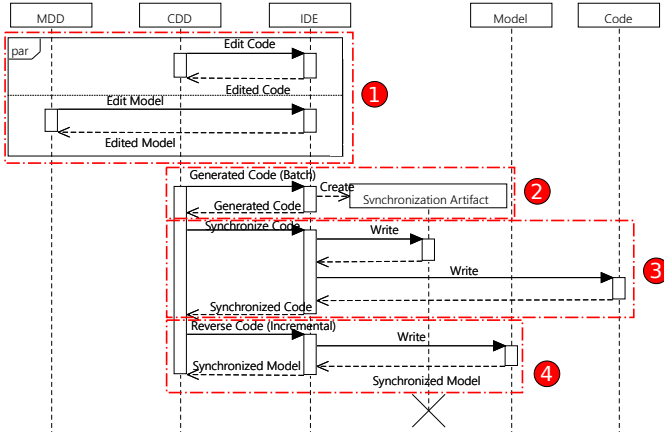 MDD CDD IDE Model Code
par
Edit Code
Edited Code
Edit Model
1
Edited Model
Generated Code (Batch)
Create
2
Synchronization Artifact
Generated Code
Synchronize Code
Write
Write
3
Synchronized Code
Reverse Code (Incremental)
Write
Synchronized Model
4
Synchronized Model